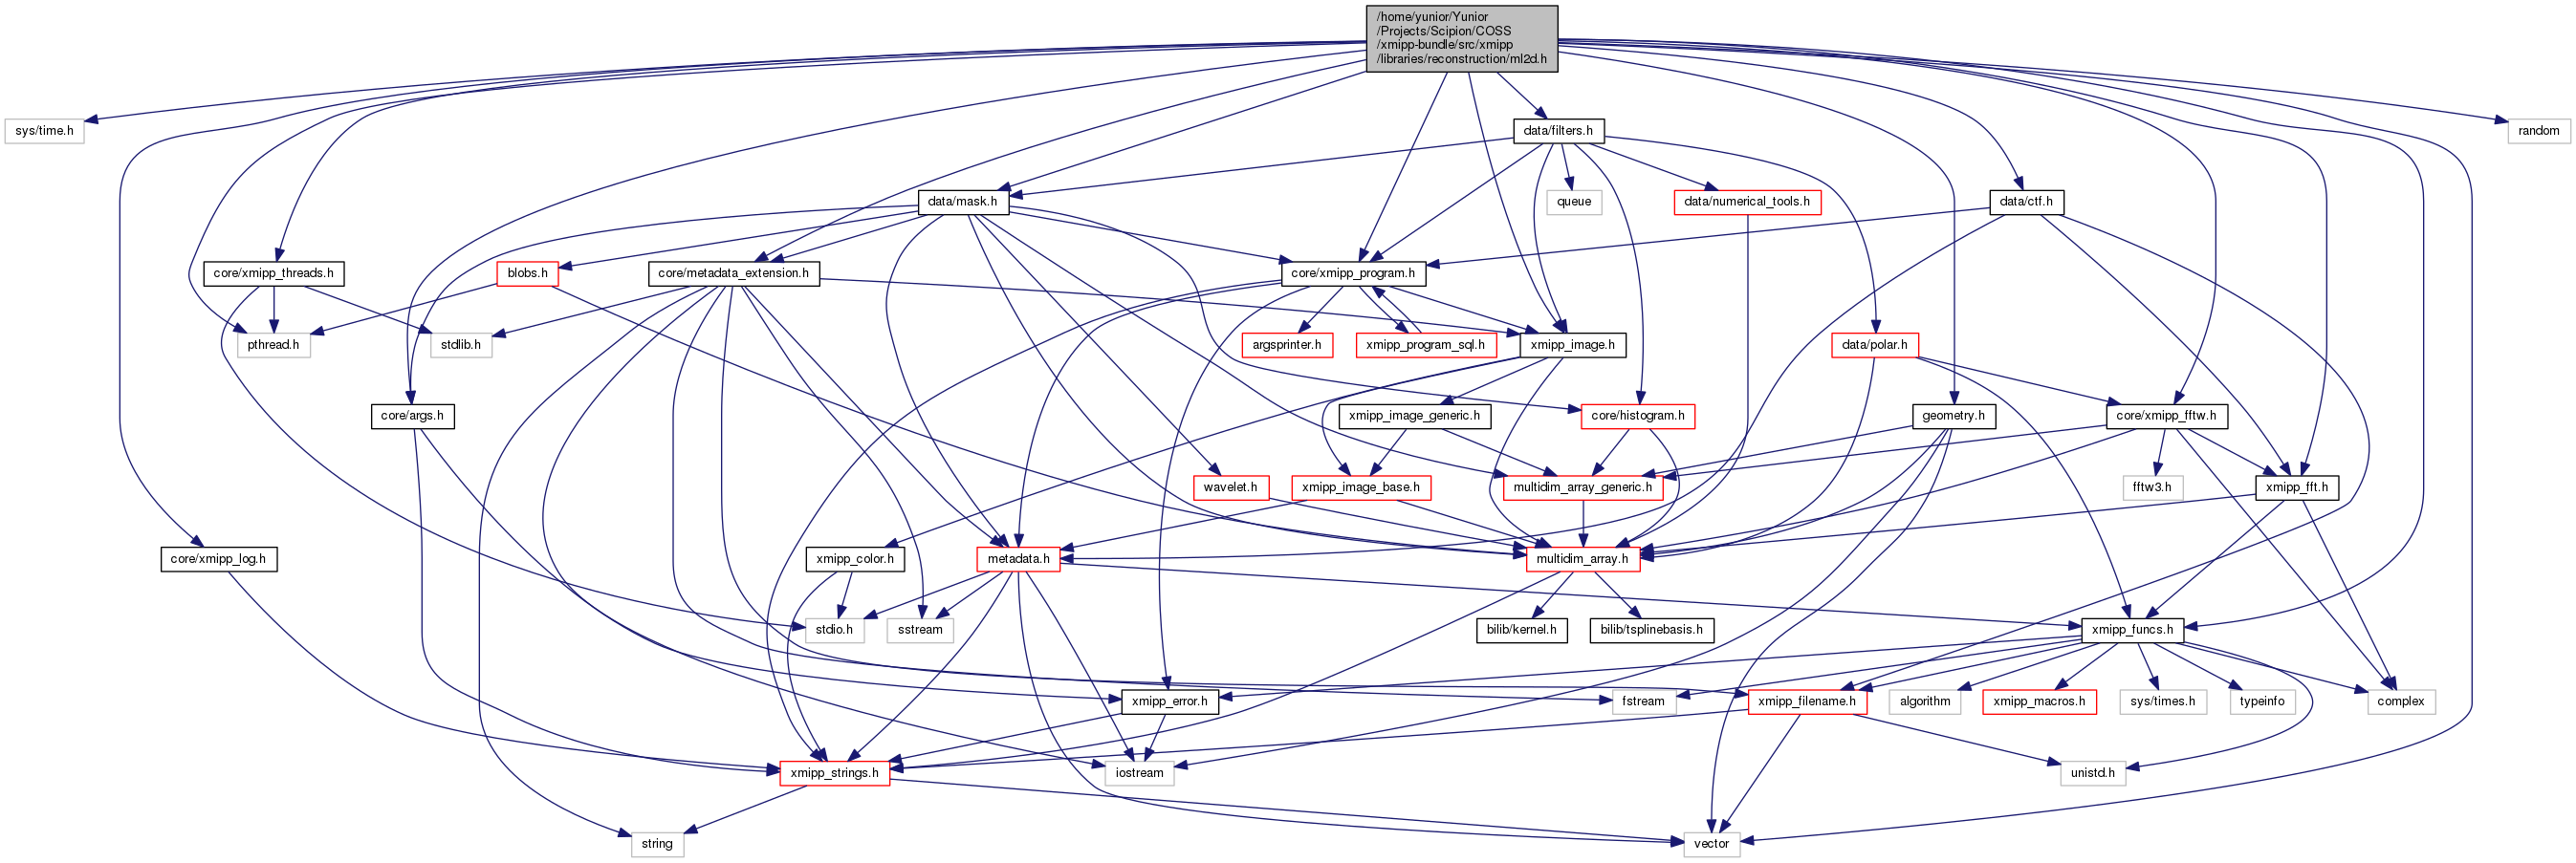 /home/yunior/Yunior
/Projects/Scipion/COSS
/xmipp-bundle/src/xmipp
/libraries/reconstruction/ml2d.h
sys/time.h
data/filters.h
random
data/mask.h
queue
data/numerical_tools.h
data/ctf.h
core/xmipp_threads.h
blobs.h
core/metadata_extension.h
core/xmipp_program.h
pthread.h
stdlib.h
argsprinter.h
xmipp_program_sql.h
xmipp_image.h
data/polar.h
core/args.h
xmipp_image_generic.h
core/histogram.h
geometry.h
core/xmipp_fftw.h
wavelet.h
xmipp_image_base.h
multidim_array_generic.h
fftw3.h
xmipp_fft.h
core/xmipp_log.h
xmipp_color.h
metadata.h
multidim_array.h
stdio.h
sstream
bilib/kernel.h
bilib/tsplinebasis.h
xmipp_funcs.h
xmipp_error.h
fstream
xmipp_filename.h
algorithm
xmipp_macros.h
sys/times.h
typeinfo
complex
xmipp_strings.h
iostream
unistd.h
string
vector